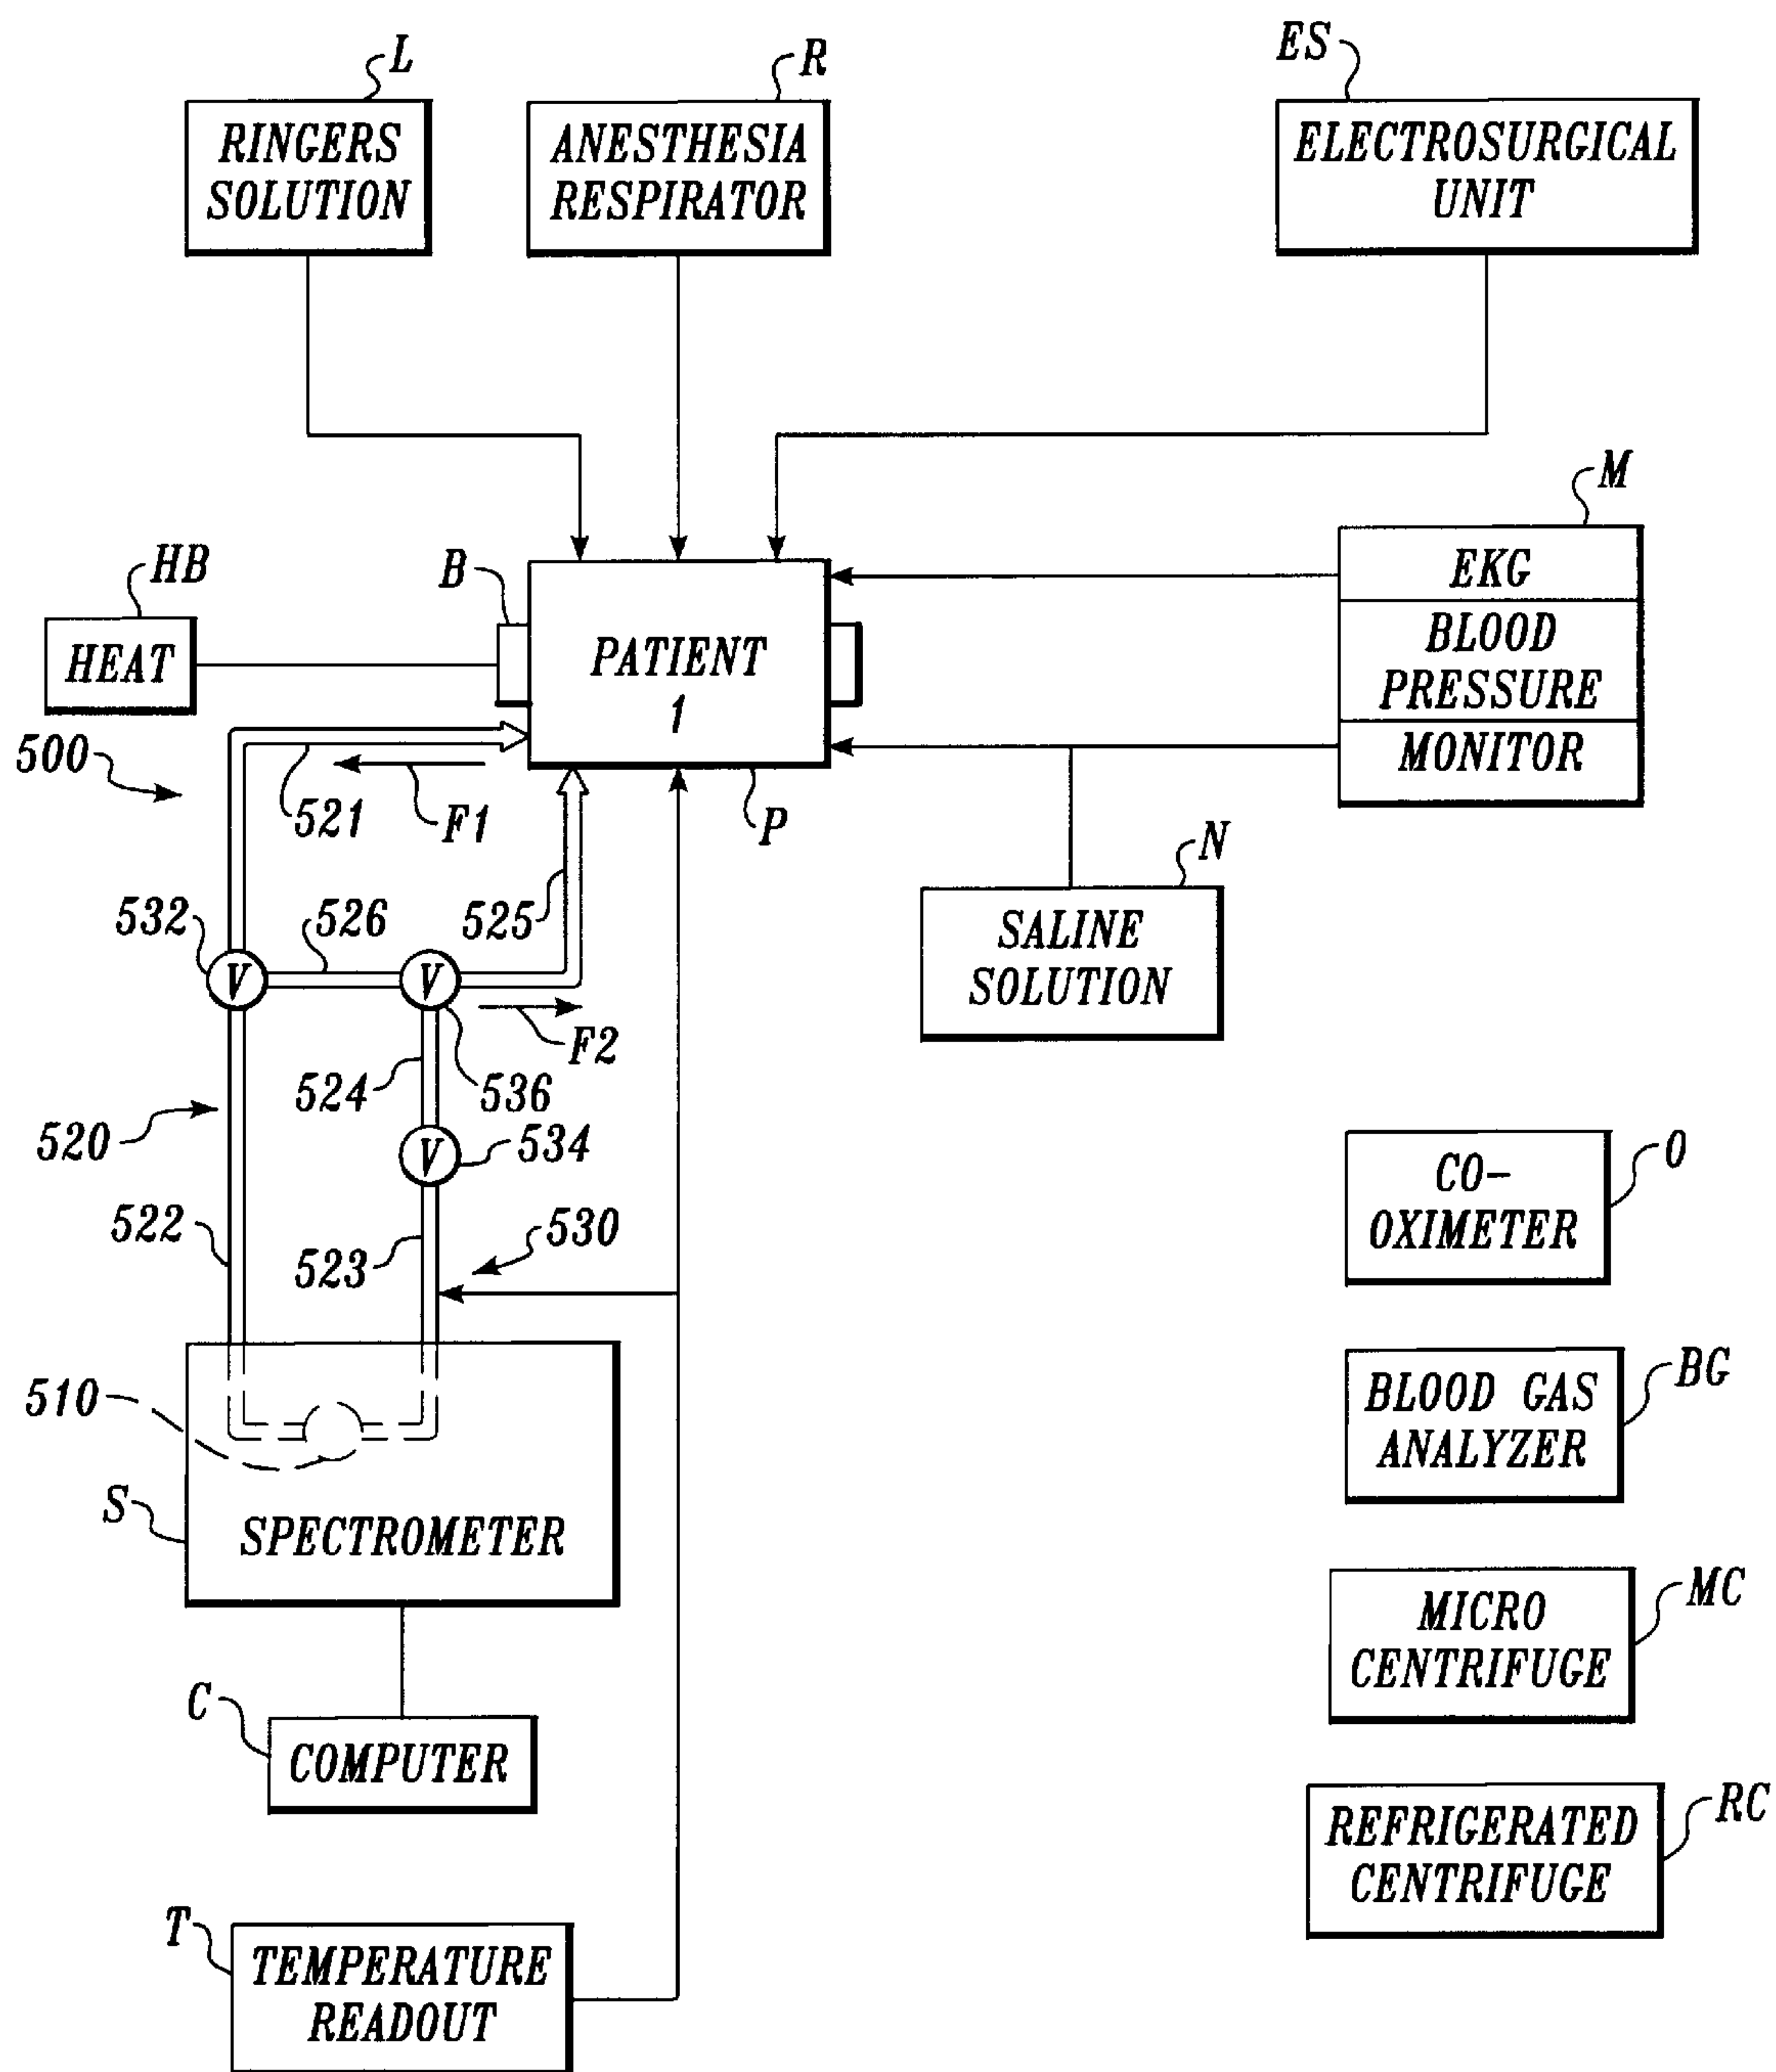 L
R
ES
RINGERS
SOLUTION
ANESTHESIA
RESPIRATOR
ELECTROSURGICAL
UNIT
M
HB
B
EKG
HEAT
PATIENT
1
BLOOD
PRESSURE
MONITOR
500
521
F1
P
N
532
526
525
SALINE
SOLUTION
V
V
F2
524
536
520
V
534
O
CO-
OXIMETER
522
523
530
510
BG
BLOOD GAS
ANALYZER
S
SPECTROMETER
MC
MICRO
CENTRIFUGE
C
COMPUTER
RC
REFRIGERATED
CENTRIFUGE
T
TEMPERATURE
READOUT